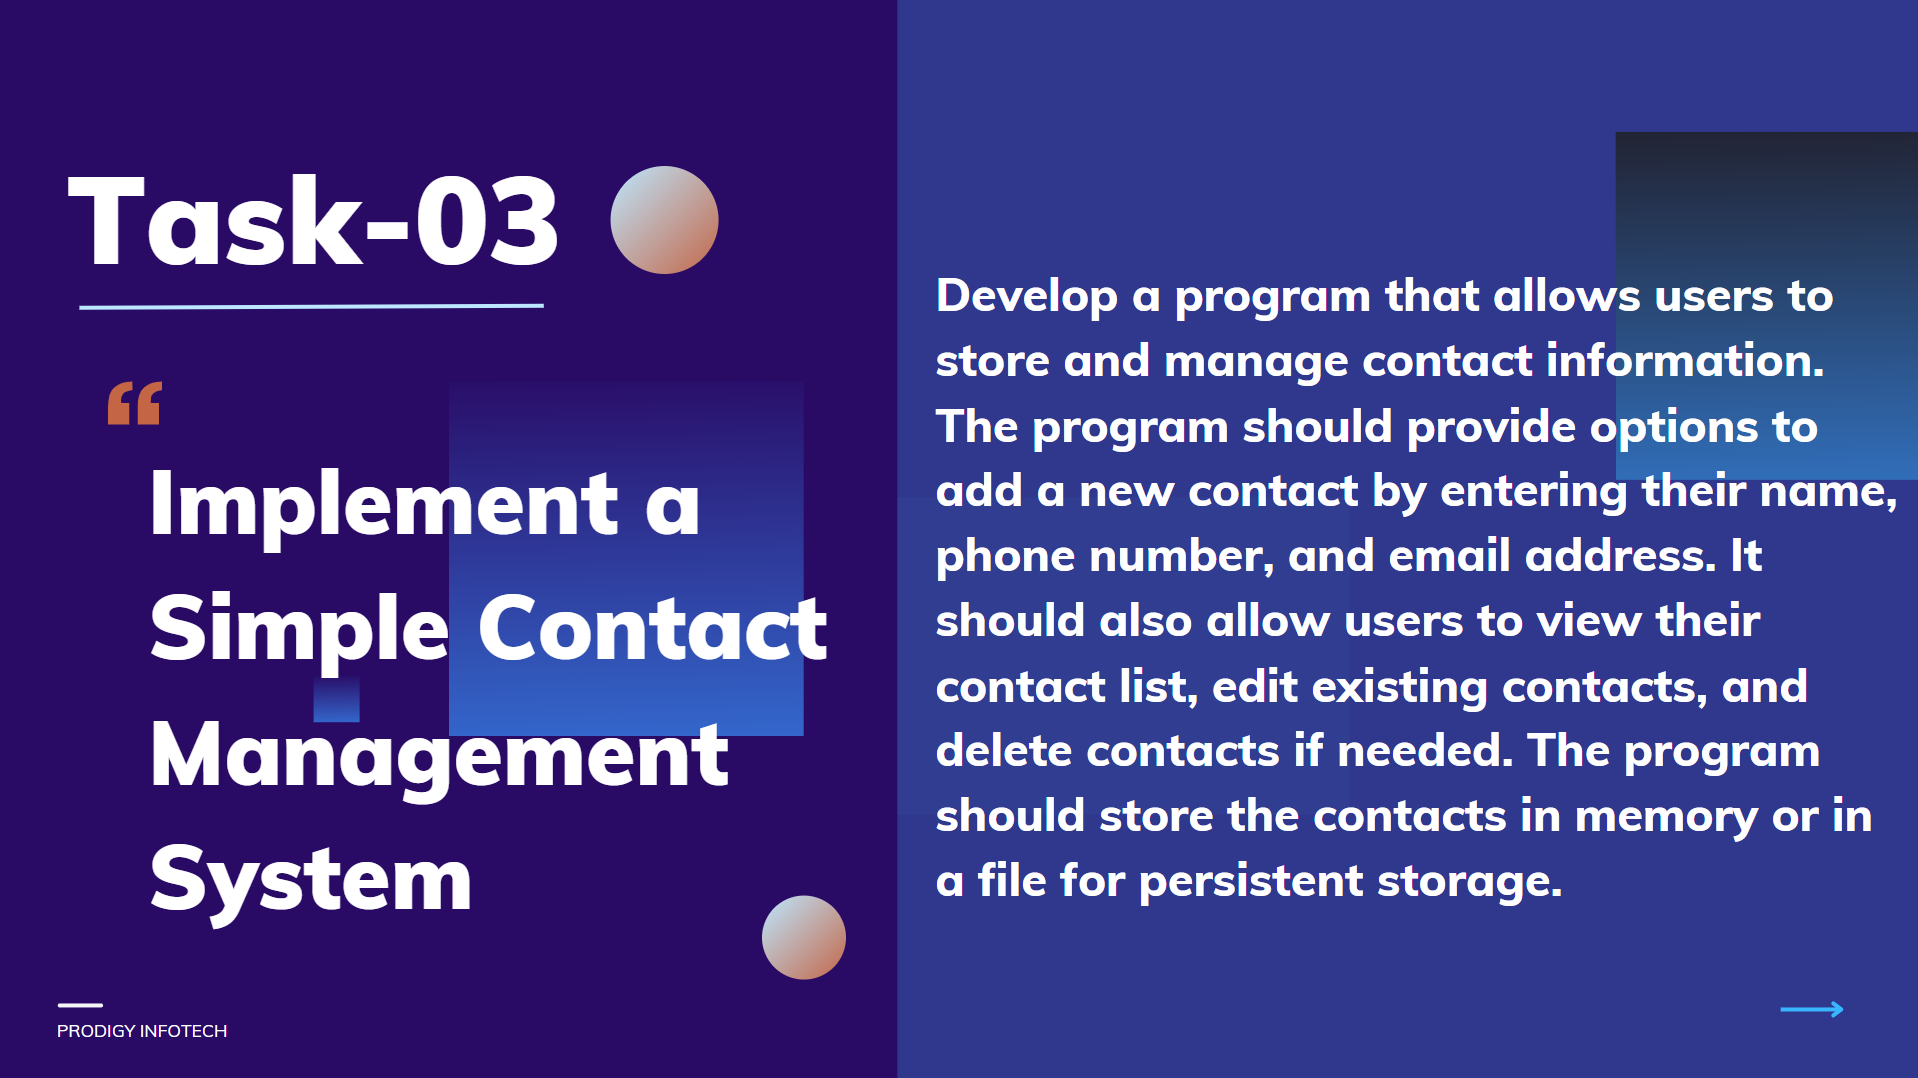 Task-03
“
Implement a
Simple Contact
Management
System
PRODIGY INFOTECH
Develop a program that allows users to
store and manage contact information.
The program should provide options to
add a new contact by entering their name,
phone number, and email address. It
should also allow users to view their
contact list, edit existing contacts, and
delete contacts if needed. The program
should store the contacts in memory or in
a file for persistent storage.